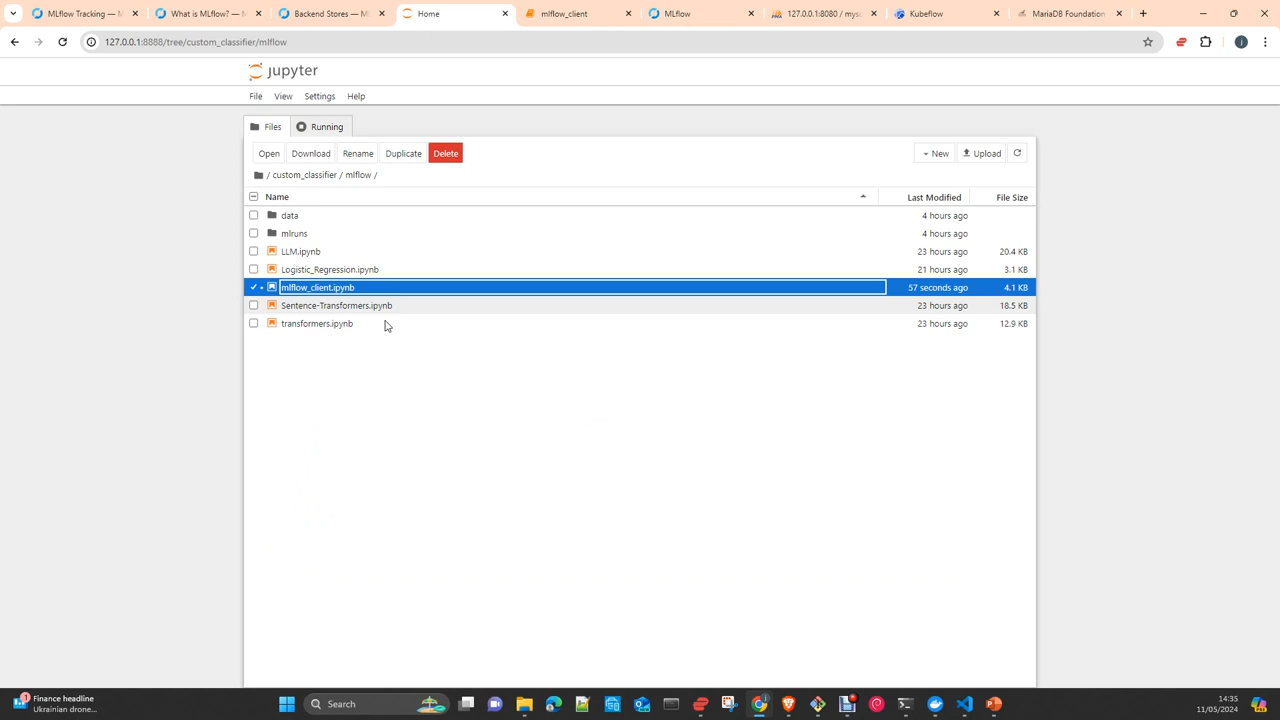 MLflow Tracking — M
What is MLflow? — M
Backend Stores — ML
Home
mlflow_client
MLflow
127.0.0.1:8080 / mysc
Kubeflow
MariaDB Foundation
127.0.0.1:8888/tree/custom_classifier/mlflow
i
jupyter
File View Settings Help
Files Running
Open Download Rename Duplicate Delete New Upload
/ custom_classifier / mlflow /
Name Last Modified File Size
data 4 hours ago
mlruns 4 hours ago
LLM.ipynb 23 hours ago 20.4 KB
Logistic_Regression.ipynb 21 hours ago 3.1 KB
mlflow_client.ipynb 57 seconds ago 4.1 KB
Sentence-Transformers.ipynb 23 hours ago 18.5 KB
transformers.ipynb 23 hours ago 12.9 KB
1
Finance headline
Ukrainian drone...
Search
14:35
11/05/2024